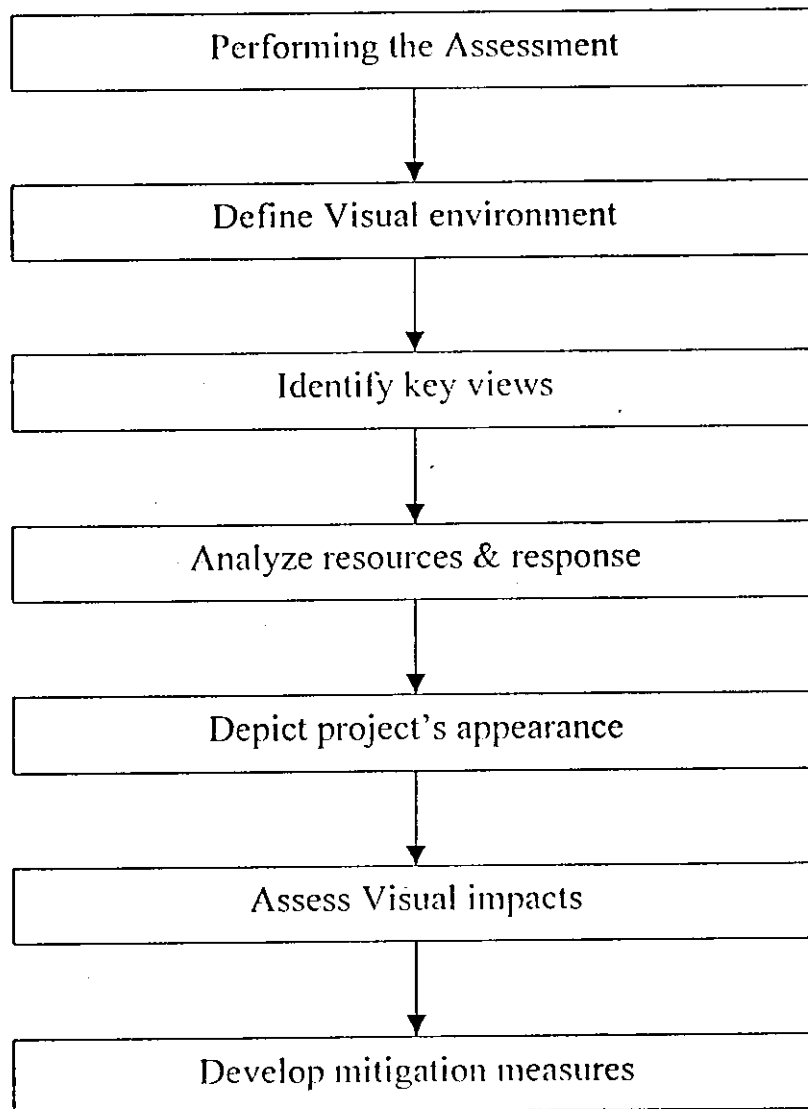 Performing the Assessment
Define Visual environment
Identify key views
Analyze resources & response
Depict project's appearance
Assess Visual impacts
Develop mitigation measures